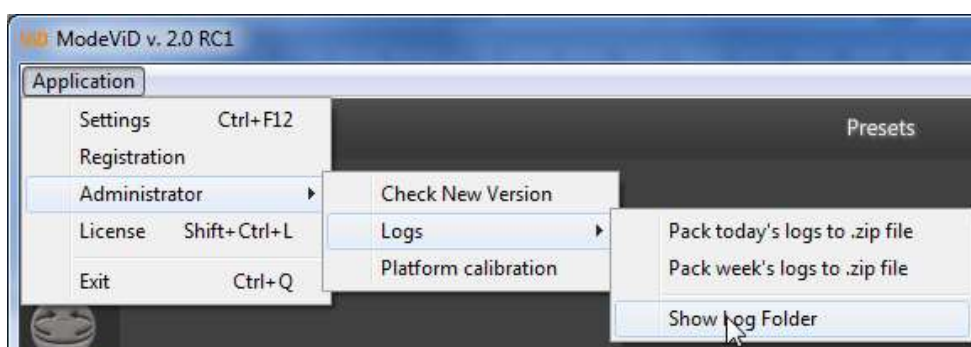 ViD ModeViD v. 2.0 RC1
Application
Settings Ctrl+F12
Presets
Registration
Administrator
Check New Version
License Shift+Ctrl+L
Logs
Pack today's logs to .zip file
Exit Ctrl+Q
Platform calibration
Pack week's logs to .zip file
Show Log Folder